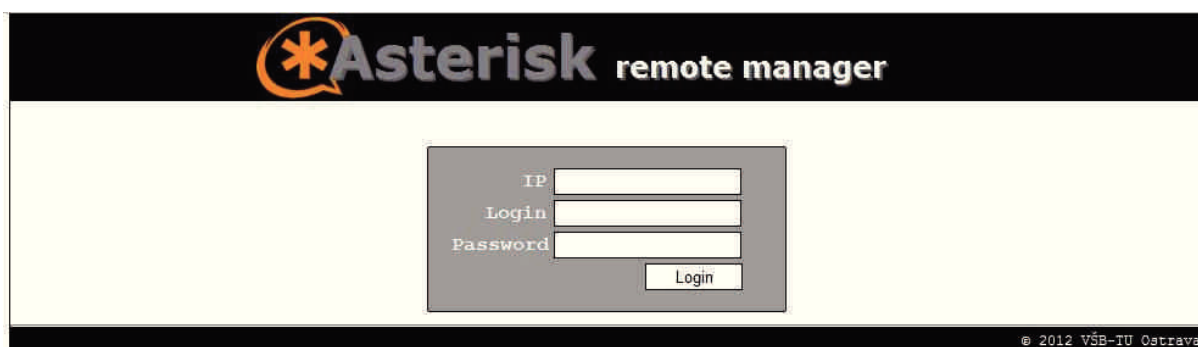 Asterisk remote manager
IP
Login
Password
Login
© 2012 VŠB-TU Ostrava